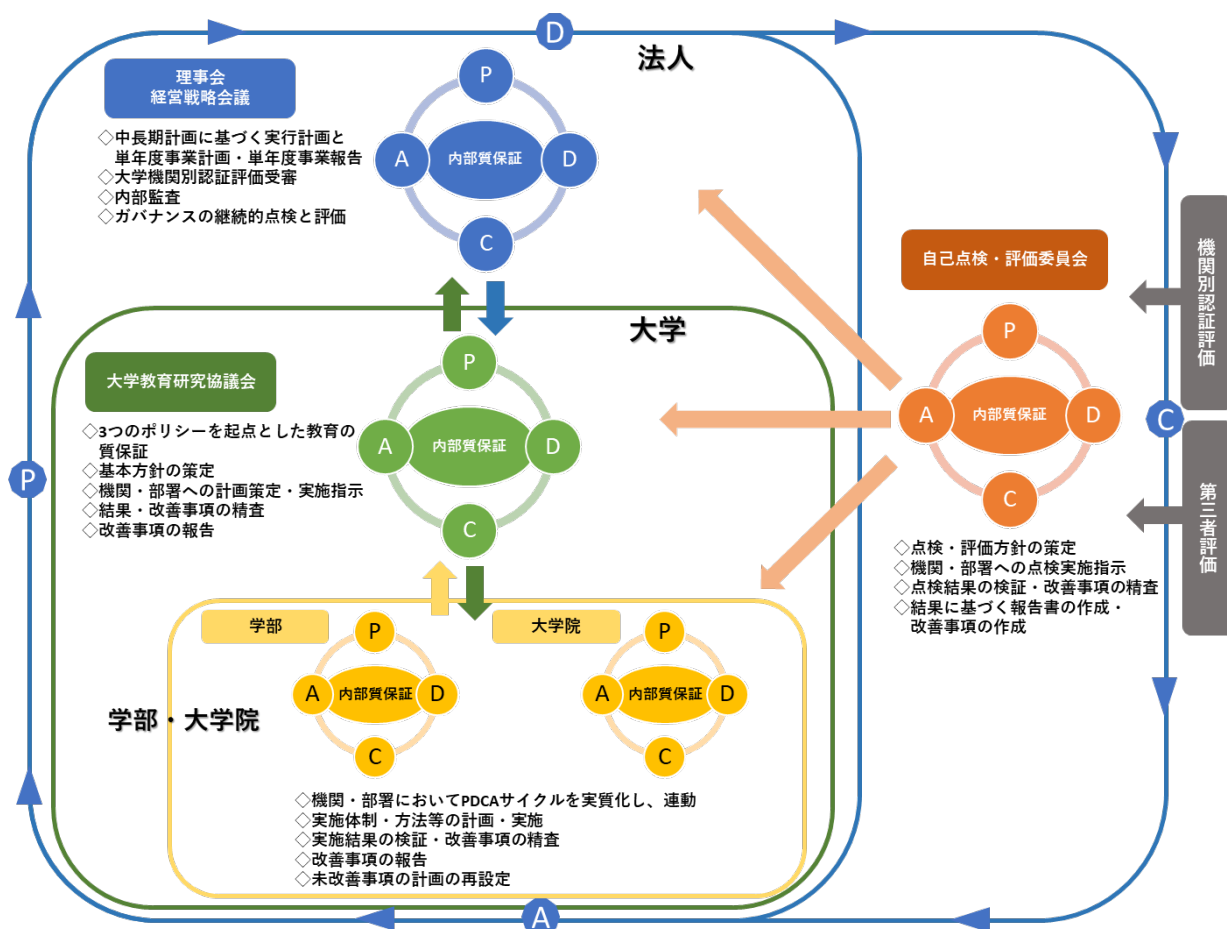 D
法人
理事会
経営戦略会議
◇中長期計画に基づく実行計画と
単年度事業計画・単年度事業報告
◇大学機関別認証評価受審
◇内部監査
◇ガバナンスの継続的点検と評価
P
A
内部質保証
D
C
大学
大学教育研究協議会
◇3つのポリシーを起点とした教育の
質保証
◇基本方針の策定
◇機関・部署への計画策定・実施指示
◇結果・改善事項の精査
◇改善事項の報告
P
A
内部質保証
D
C
P
学部・大学院
学部
P
A
内部質保証
D
C
大学院
P
A
内部質保証
D
C
◇機関・部署においてPDCAサイクルを実質化し、連動
◇実施体制・方法等の計画・実施
◇実施結果の検証・改善事項の精査
◇改善事項の報告
◇未改善事項の計画の再設定
自己点検・評価委員会
P
A
内部質保証
D
C
◇点検・評価方針の策定
◇機関・部署への点検実施指示
◇点検結果の検証・改善事項の精査
◇結果に基づく報告書の作成・
改善事項の作成
機関別認証評価
C
第三者評価
A